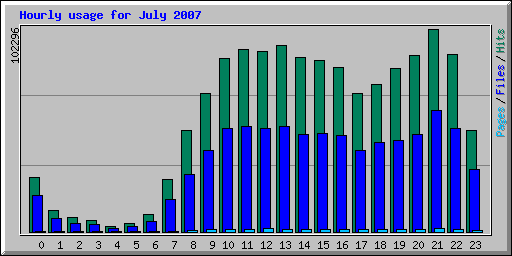 Hourly usage for July 2007
102296
Pages / Files / Hits
0 1 2 3 4 5 6 7 8 9 10 11 12 13 14 15 16 17 18 19 20 21 22 23